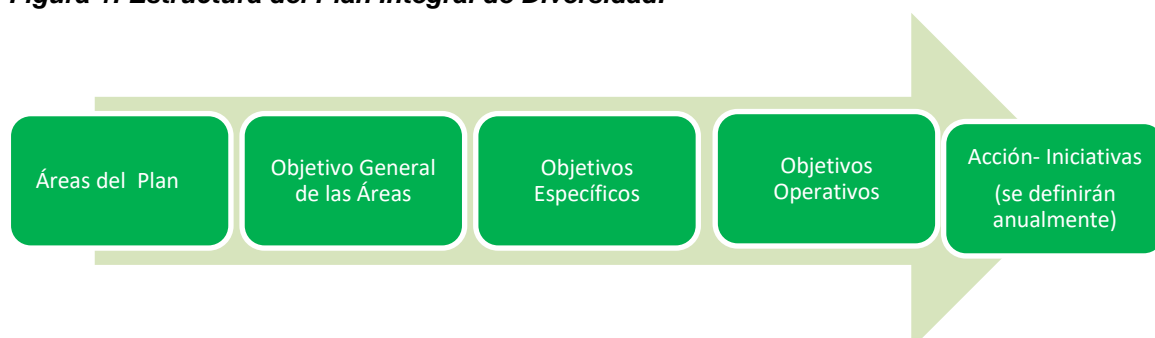 Figura 1. Estructura del Plan Integral de Diversidad.
Áreas del Plan
Objetivo General
de las Áreas
Objetivos
Específicos
Objetivos
Operativos
Acción- Iniciativas
(se definirán
anualmente)